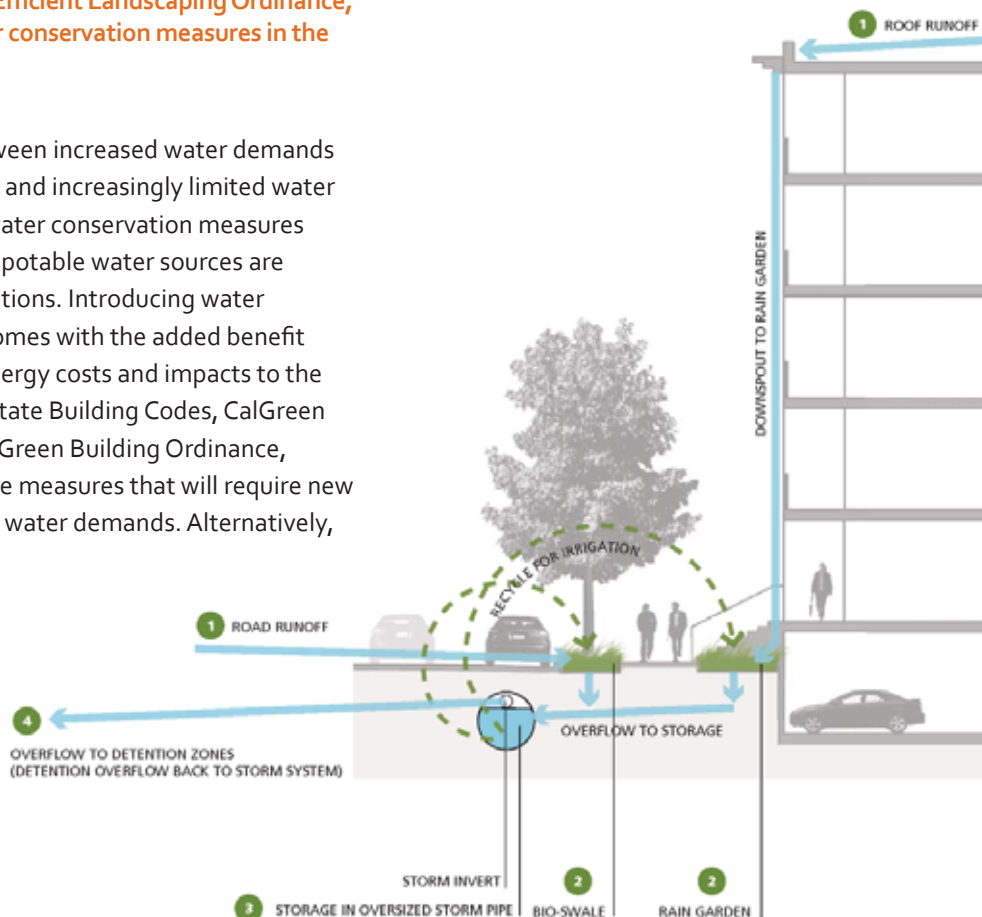 Efficient Landscaping Ordinance,
r conservation measures in the
ween increased water demands
and increasingly limited water
vater conservation measures
potable water sources are
tions. Introducing water
omes with the added benefit
nergy costs and impacts to the
tate Building Codes, CalGreen
Green Building Ordinance,
e measures that will require new
water demands. Alternatively,
1 ROOF RUNOFF
DOWNSPOUT TO RAIN GARDEN
RECYCLE FOR IRRIGATION
1 ROAD RUNOFF
4
OVERFLOW TO DETENTION ZONES
(DETENTION OVERFLOW BACK TO STORM SYSTEM)
OVERFLOW TO STORAGE
STORM INVERT
3 STORAGE IN OVERSIZED STORM PIPE
2
BIO-SWALE
2
RAIN GARDEN